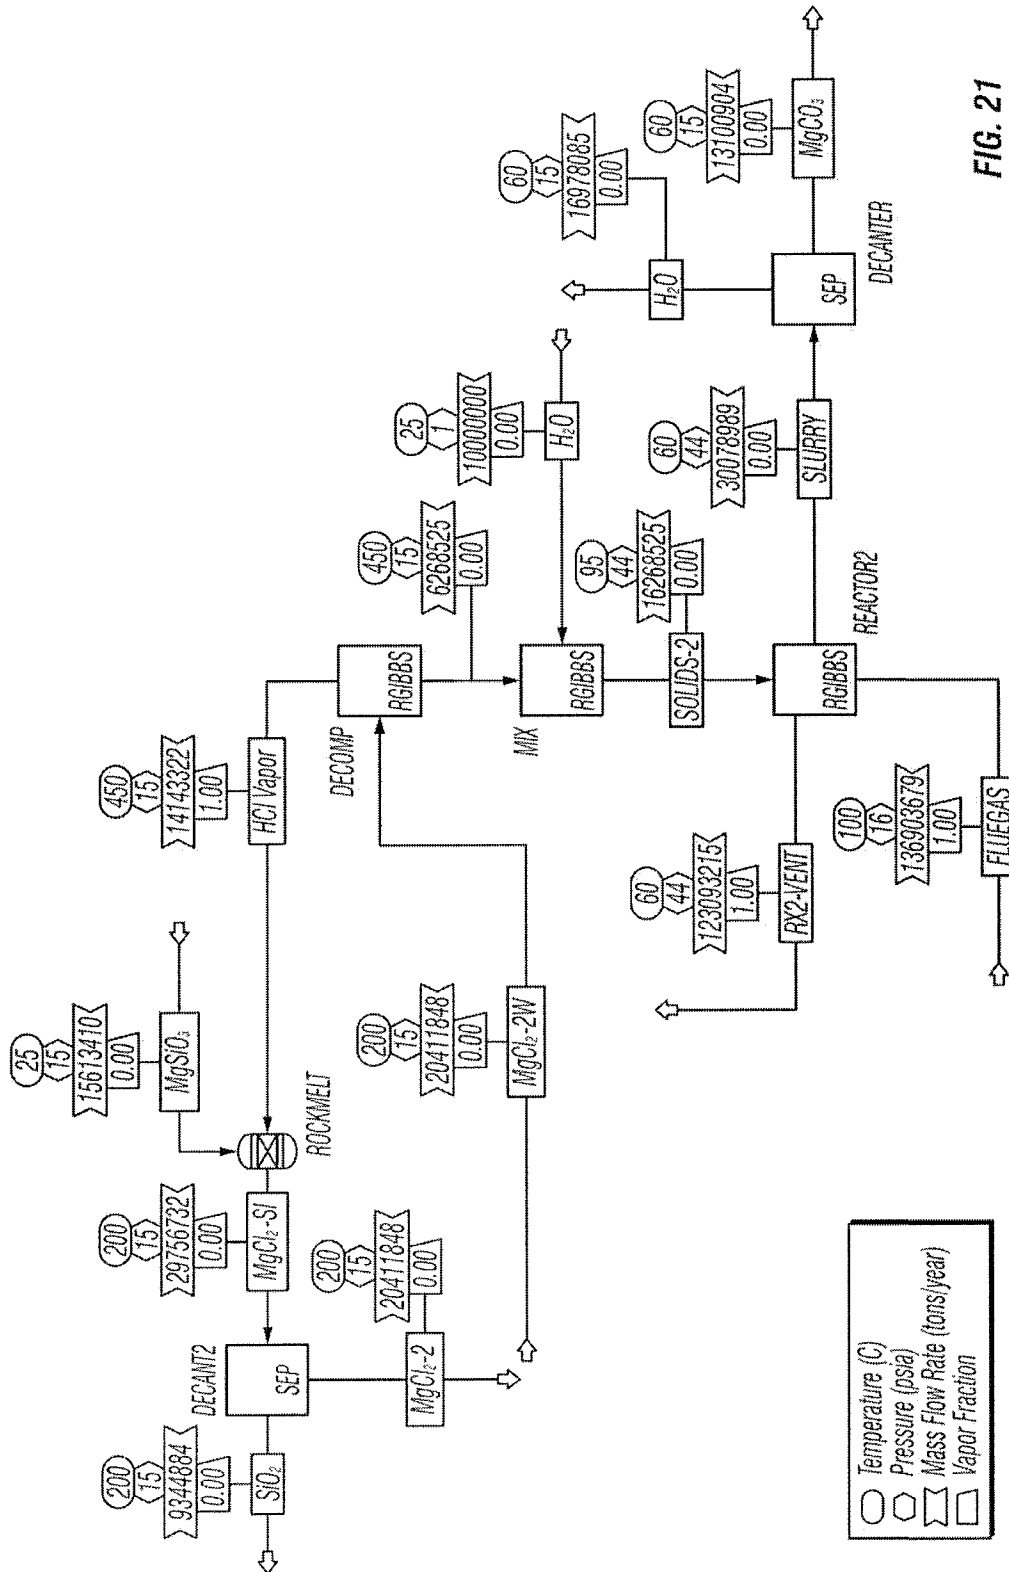 200
15
9344884
0.00
SiO₂
DECANT2
SEP
200
15
29756732
0.00
MgCl₂-SI
200
15
20411848
0.00
MgCl₂-2
ROCKMELT
25
15
15613410
0.00
MgSiO₃
450
15
14143322
1.00
HCl Vapor
200
15
20411848
0.00
MgCl₂-2W
DECOMP
RGIBBS
450
15
6268525
0.00
25
1
10000000
0.00
H₂O
MIX
RGIBBS
95
44
16268525
0.00
SOLIDS-2
60
44
123093215
1.00
RX2-VENT
100
16
136903679
1.00
FLUEGAS
RGIBBS
REACTOR2
60
44
30078989
0.00
SLURRY
60
15
16978085
0.00
H₂O
SEP
DECANTER
60
15
13100904
0.00
MgCO₃
Temperature (C)
Pressure (psia)
Mass Flow Rate (tons/year)
Vapor Fraction
FIG. 21